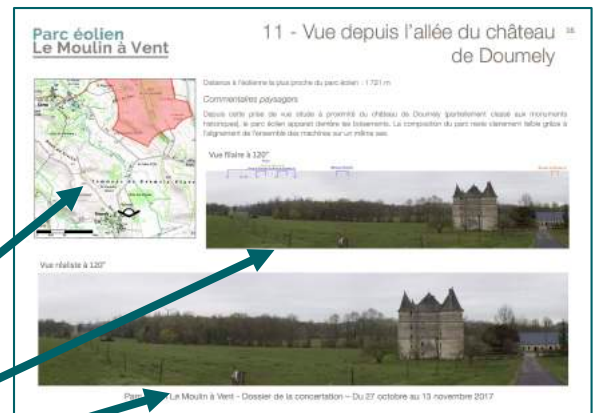 Parc éolien
Le Moulin à Vent
11 - Vue depuis l'allée du château
de Doumely
Distance à l'éolienne la plus proche du parc éolien : 1 721 m
Commentaires paysagers
Depuis cette prise de vue située à proximité du château de Doumely (partiellement classé aux monuments
historiques), le parc éolien apparait derrière les boisements. La composition du parc reste clairement lisible grâce à
l'alignement de l'ensemble des machines sur un même axe.
Vue filaire à 120°
Vue réaliste à 120°
Le Moulin à Vent - Dossier de la concertation – Du 27 octobre au 13 novembre 2017